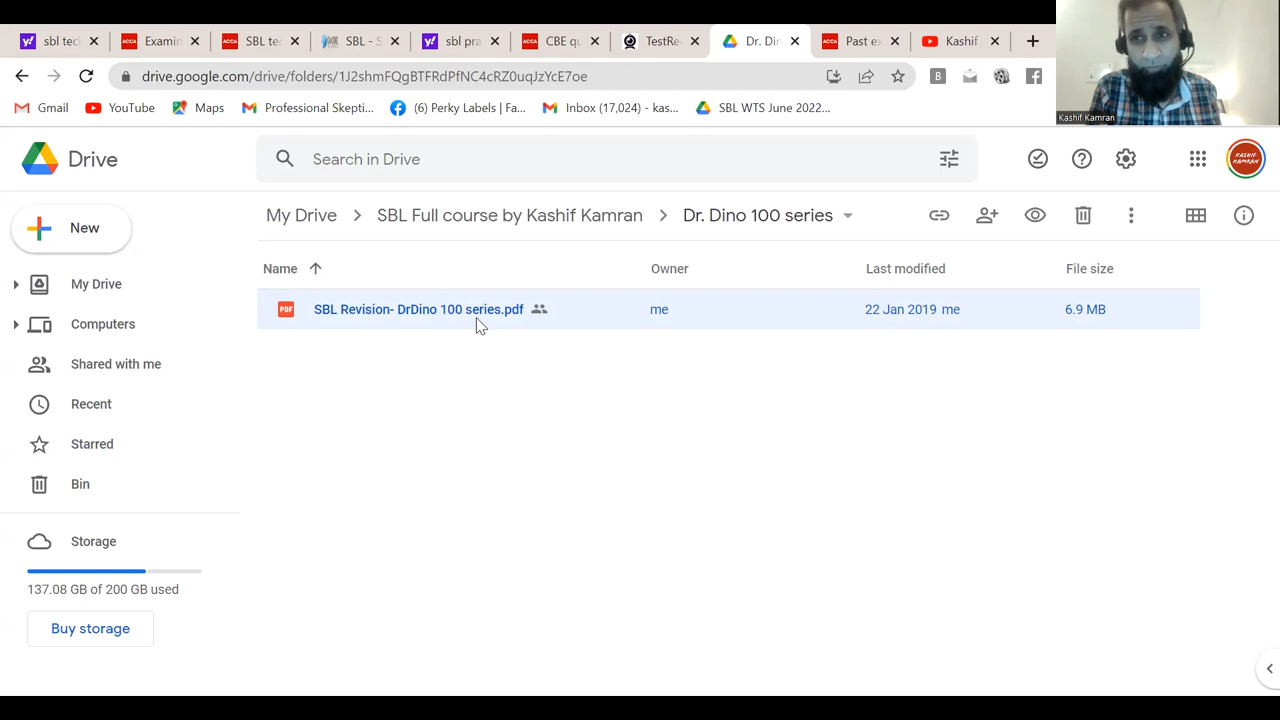 sbl tec
Examin
SBL tec
SBL - S
sbl pra
CBE qu
TestRe
Dr. Din
Past ex
Kashif
drive.google.com/drive/folders/1J2shmFQgBTFRdPfNC4cRZ0uqJzYcE7oe
Gmail
YouTube
Maps
Professional Skepti...
(6) Perky Labels | Fa...
Inbox (17,024) - kas...
SBL WTS June 2022...
Kashif Kamran
Drive
Search in Drive
KASHIF
KAMRAN
New
My Drive
Computers
Shared with me
Recent
Starred
Bin
Storage
137.08 GB of 200 GB used
Buy storage
My Drive > SBL Full course by Kashif Kamran > Dr. Dino 100 series
Name
Owner
Last modified
File size
PDF
SBL Revision- DrDino 100 series.pdf
me
22 Jan 2019 me
6.9 MB